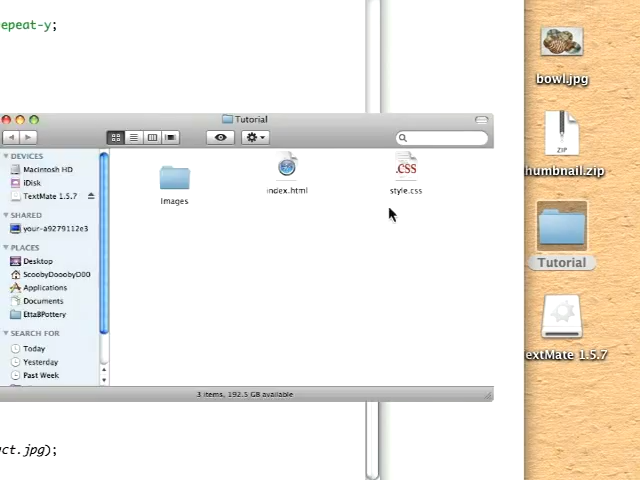 epeat-y;
bowl.jpg
Tutorial
DEVICES
Macintosh HD
iDisk
TextMate 1.5.7
SHARED
your-a9279112e3
PLACES
Desktop
ScoobyDoobyD00
Applications
Documents
EttaBPottery
SEARCH FOR
Today
Yesterday
Past Week
Images
index.html
.css
style.css
3 items, 192.5 GB available
ZIP
humbnail.zip
Tutorial
extMate 1.5.7
ct.jpg);